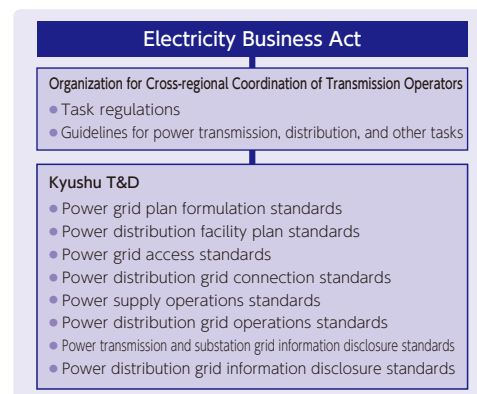 Electricity Business Act
Organization for Cross-regional Coordination of Transmission Operators
● Task regulations
● Guidelines for power transmission, distribution, and other tasks
Kyushu T&D
● Power grid plan formulation standards
● Power distribution facility plan standards
● Power grid access standards
● Power distribution grid connection standards
● Power supply operations standards
● Power distribution grid operations standards
● Power transmission and substation grid information disclosure standards
● Power distribution grid information disclosure standards